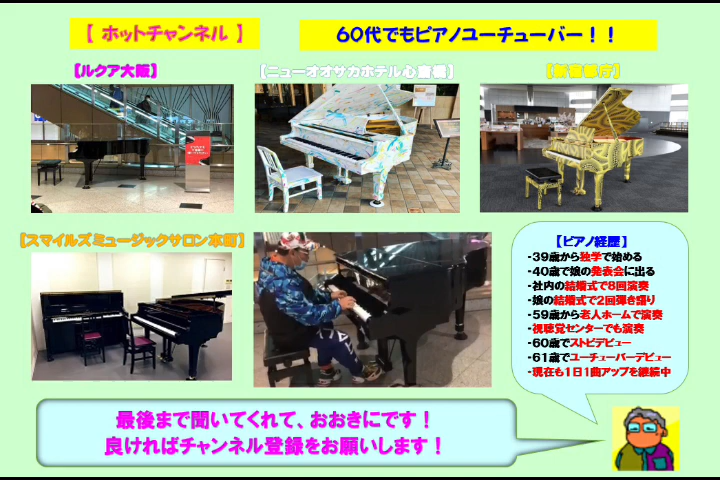 【 ホットチャンネル 】
60代でもピアノユーチューバー！！
【ルクア大阪】
【ニューオオサカホテル心斎橋】
【新宿都庁】
【スマイルズミュージックサロン本町】
【ピアノ経歴】
・39歳から独学で始める
・40歳で娘の発表会に出る
・社内の結婚式で8回演奏
・娘の結婚式で2回弾き語り
・59歳から老人ホームで演奏
・視聴覚センターでも演奏
・60歳でストピデビュー
・61歳でユーチューバーデビュー
・現在も1日1曲アップを継続中
最後まで聞いてくれて、おおきにです！
良ければチャンネル登録をお願いします！